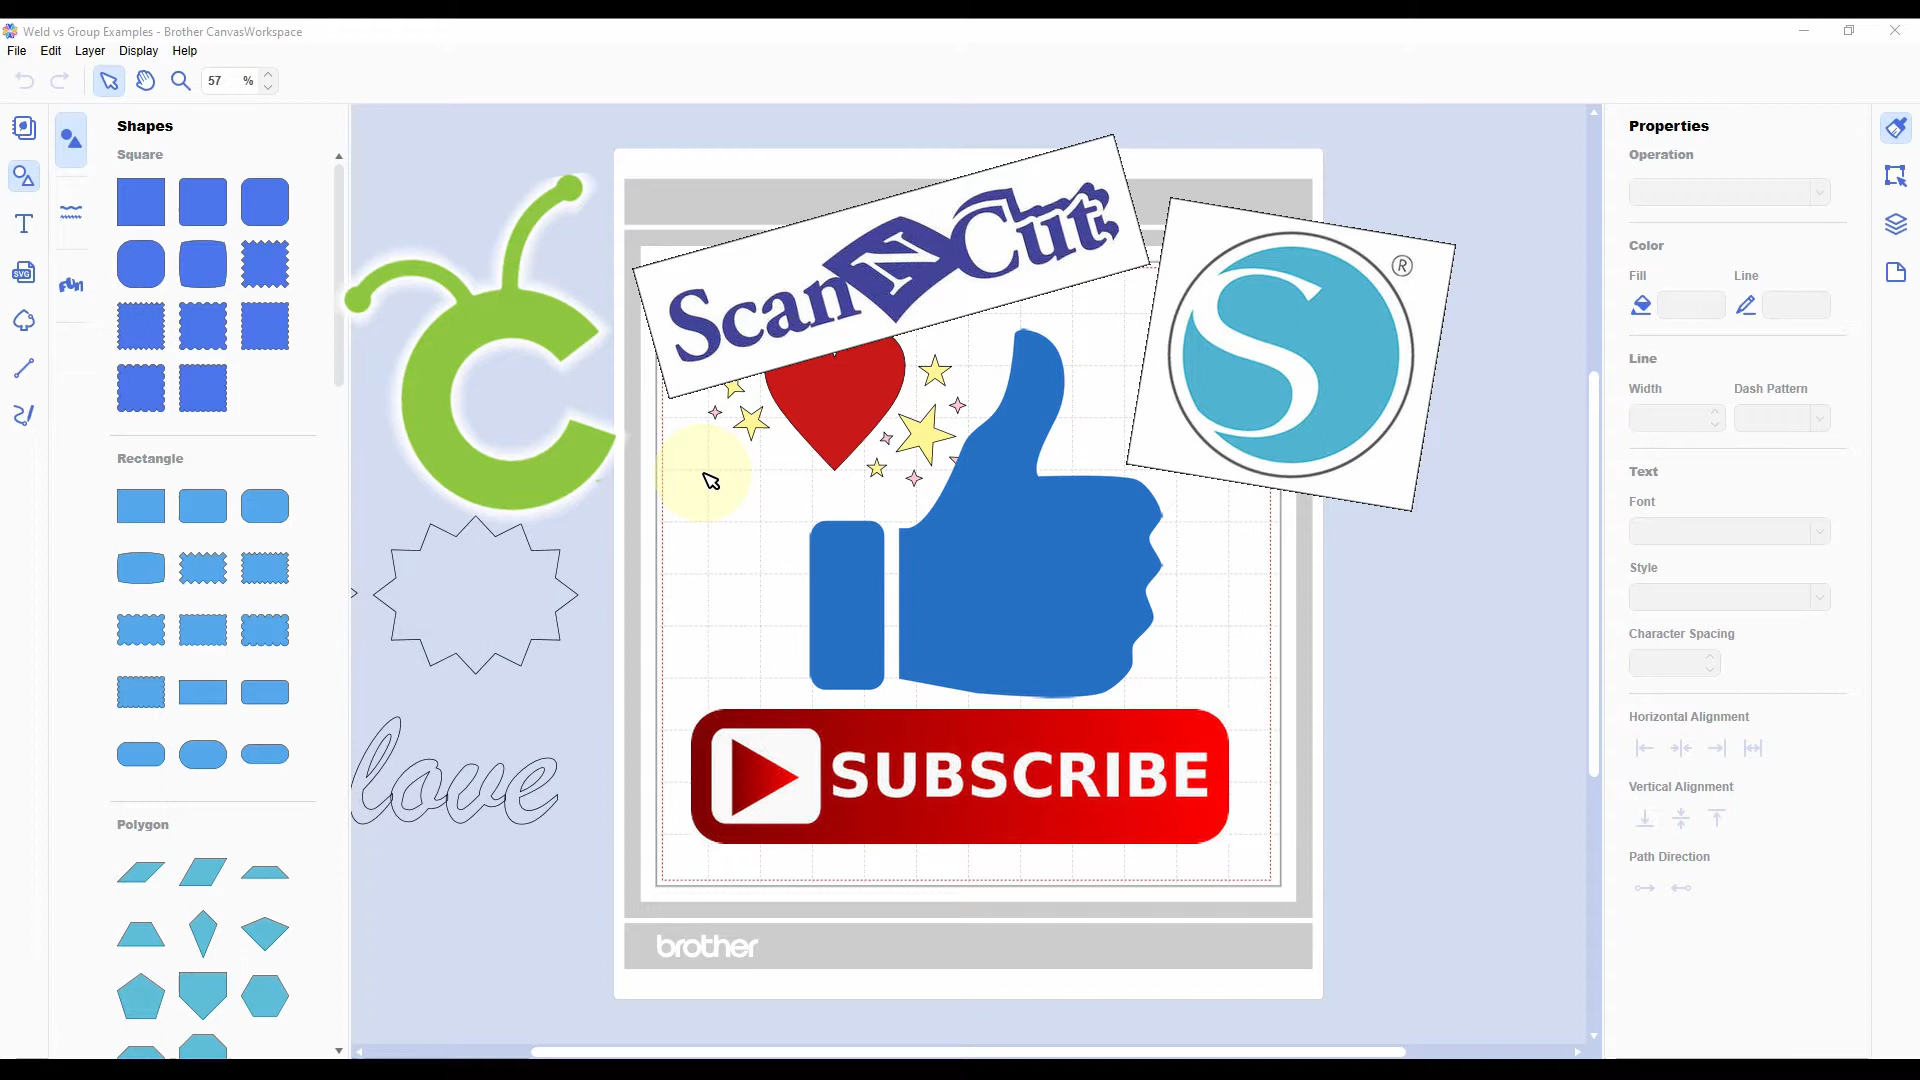 Weld vs Group Examples - Brother CanvasWorkspace
File Edit Layer Display Help
57 %
Shapes
Square
Rectangle
Polygon
T
SVG
fun
ScanNCut
C
S
®
love
SUBSCRIBE
brother
Properties
Operation
Color
Fill Line
Line
Width Dash Pattern
Text
Font
Style
Character Spacing
Horizontal Alignment
Vertical Alignment
Path Direction